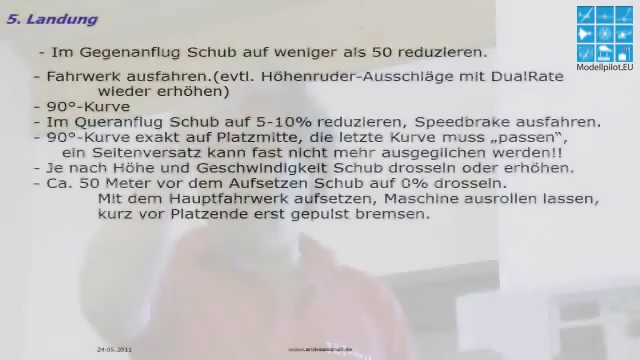 5. Landung
Modellpilot.EU
- Im Gegenanflug Schub auf weniger als 50 reduzieren.
- Fahrwerk ausfahren.(evtl. Höhenruder-Ausschläge mit DualRate
wieder erhöhen)
- 90°-Kurve
- Im Queranflug Schub auf 5-10% reduzieren, Speedbrake ausfahren.
- 90°-Kurve exakt auf Platzmitte, die letzte Kurve muss „passen“,
ein Seitenversatz kann fast nicht mehr ausgeglichen werden!!
- Je nach Höhe und Geschwindigkeit Schub drosseln oder erhöhen.
- Ca. 50 Meter vor dem Aufsetzen Schub auf 0% drosseln.
Mit dem Hauptfahrwerk aufsetzen, Maschine ausrollen lassen,
kurz vor Platzende erst gepulst bremsen.
24.05.2011